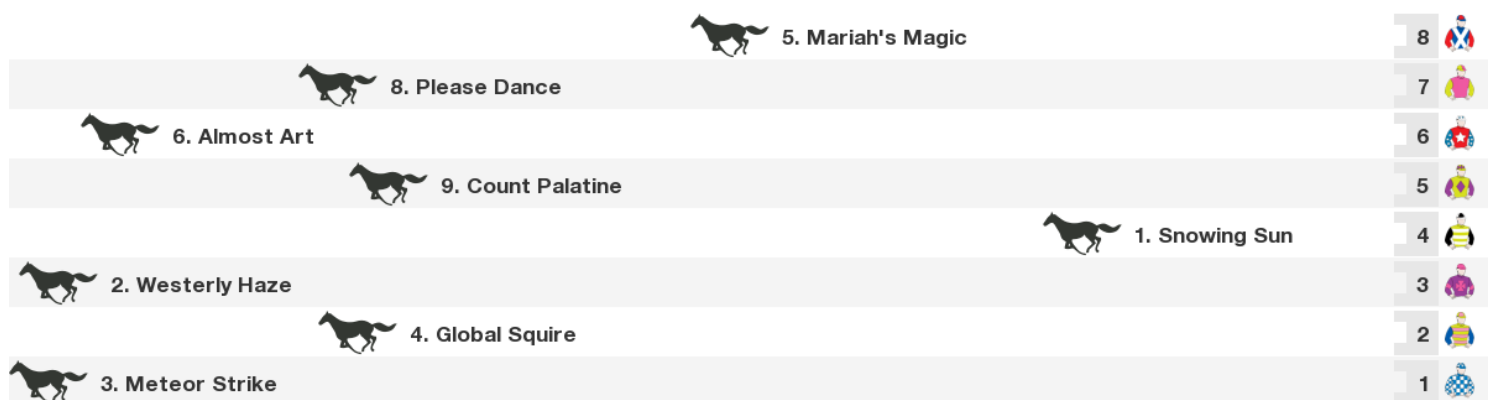 5. Mariah's Magic 8
8. Please Dance 7
6. Almost Art 6
9. Count Palatine 5
1. Snowing Sun 4
2. Westerly Haze 3
4. Global Squire 2
3. Meteor Strike 1